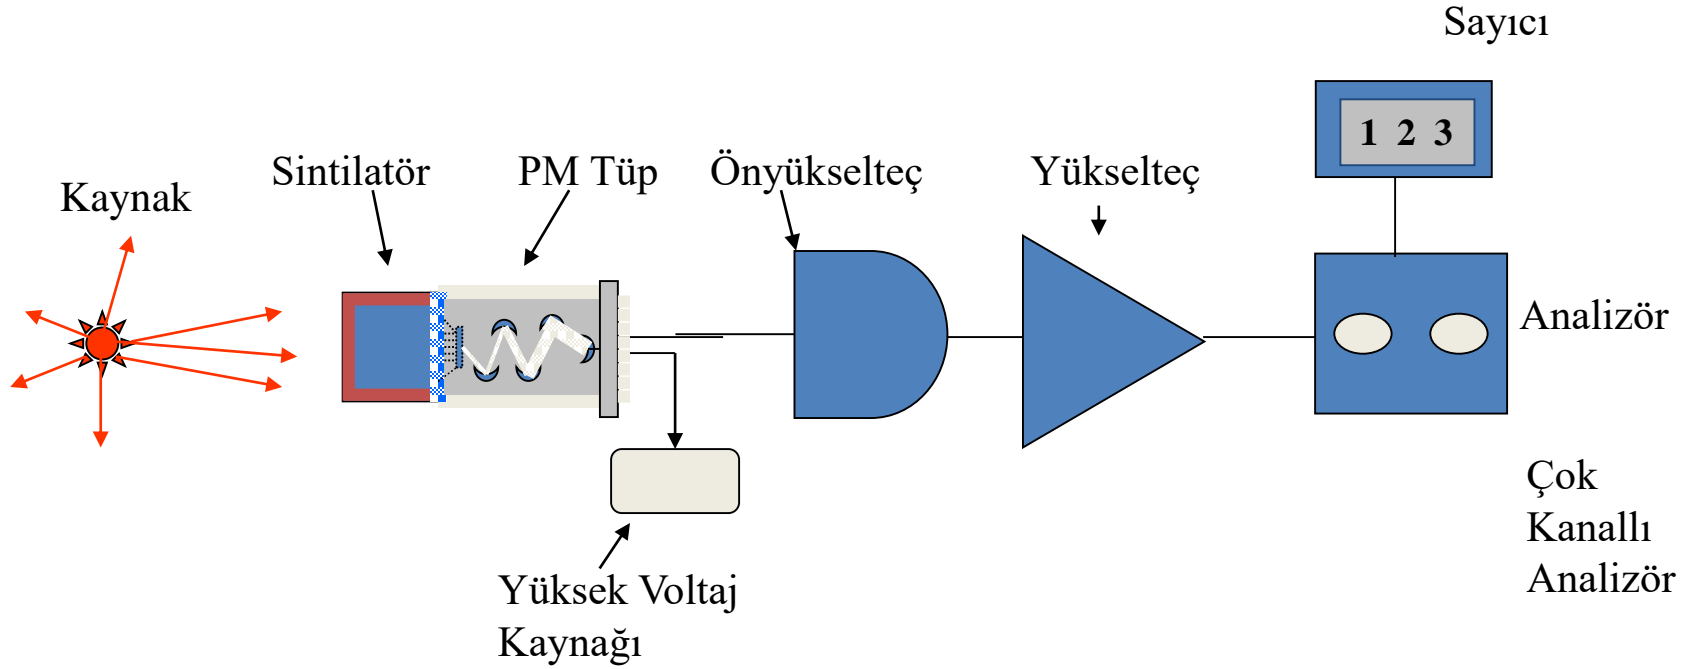 Sayıcı
1 2 3
Kaynak
Sintilatör
PM Tüp
Önyükselteç
Yükselteç
Analizör
Yüksek Voltaj
Kaynağı
Çok
Kanallı
Analizör